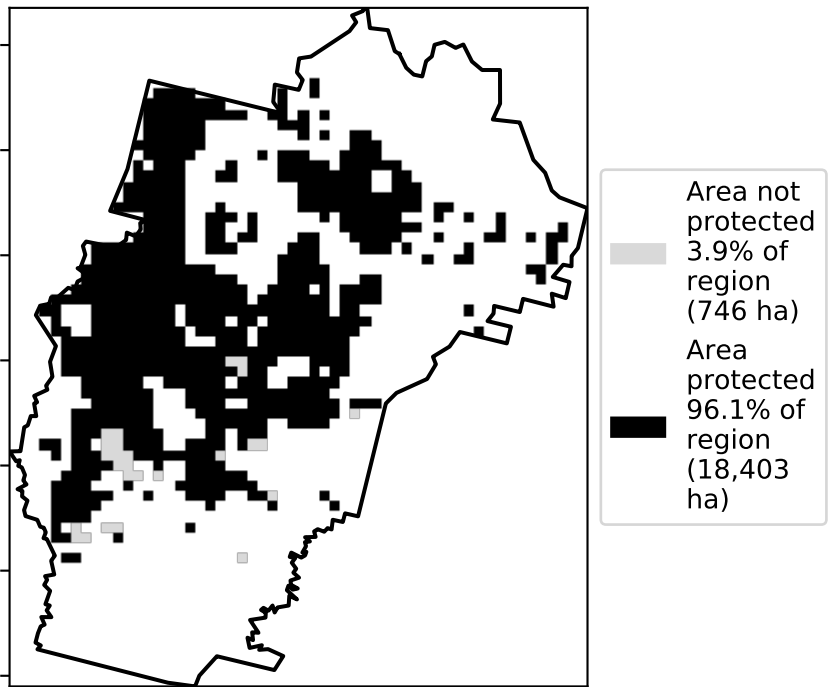 Area not
protected
3.9% of
region
(746 ha)
Area
protected
96.1% of
region
(18,403
ha)